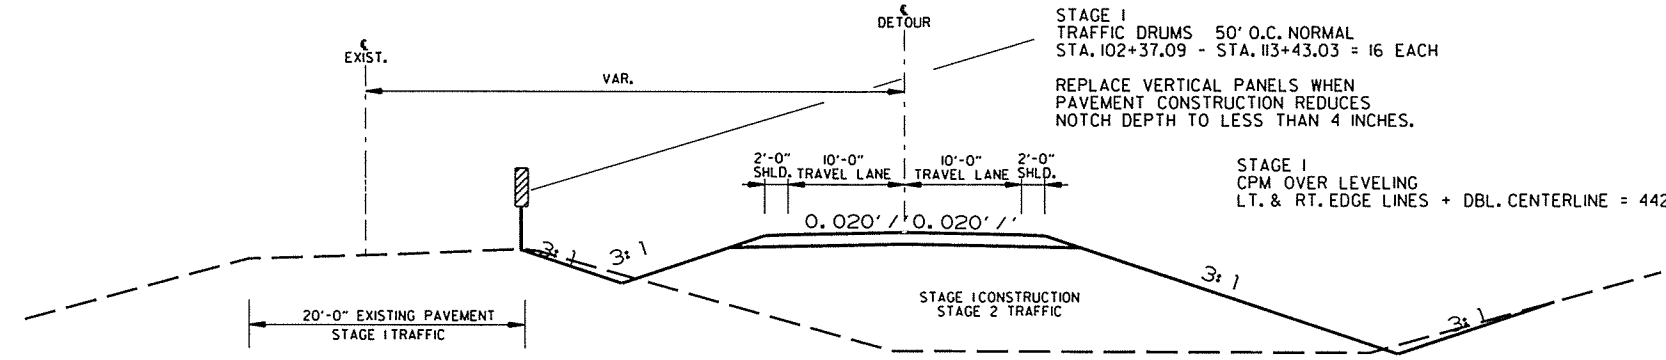 ℄
EXIST.
VAR.
℄
DETOUR
STAGE 1
TRAFFIC DRUMS 50' O.C. NORMAL
STA. 102+37.09 - STA. 113+43.03 = 16 EACH
REPLACE VERTICAL PANELS WHEN
PAVEMENT CONSTRUCTION REDUCES
NOTCH DEPTH TO LESS THAN 4 INCHES.
STAGE 1
CPM OVER LEVELING
LT. & RT. EDGE LINES + DBL. CENTERLINE = 442
2'-0"
SHLD.
10'-0"
TRAVEL LANE
10'-0"
TRAVEL LANE
2'-0"
SHLD.
0.020'/' 0.020'/'
3:1
3:1
3:1
3:1
STAGE 1 CONSTRUCTION
STAGE 2 TRAFFIC
20'-0" EXISTING PAVEMENT
STAGE 1 TRAFFIC